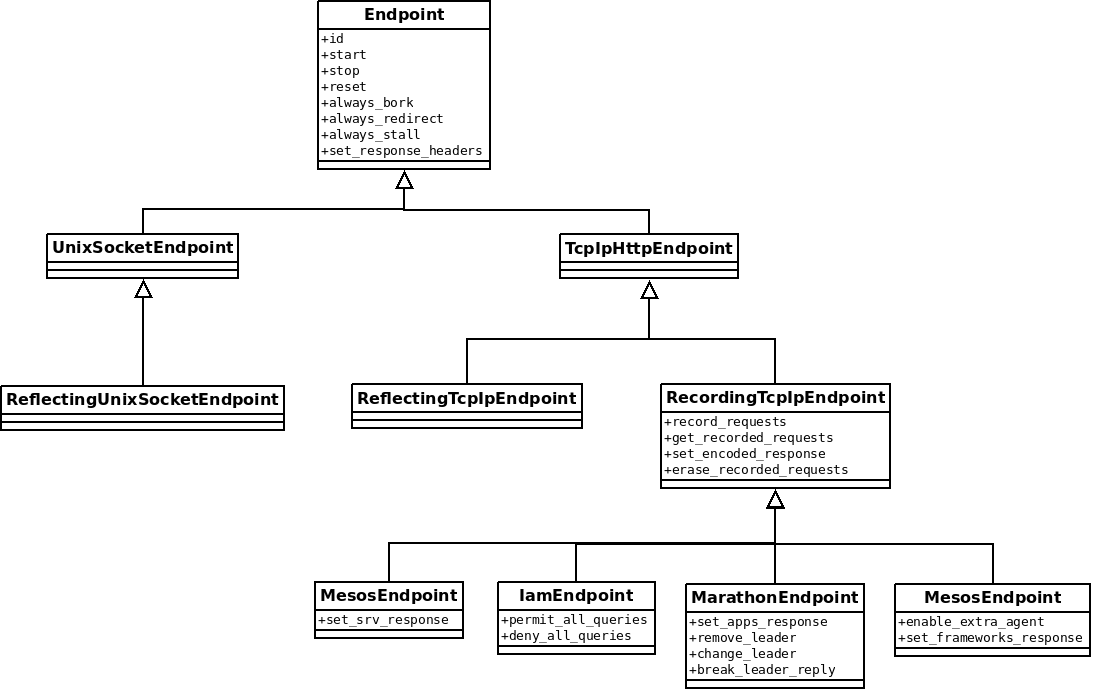 Endpoint
+id
+start
+stop
+reset
+always_bork
+always_redirect
+always_stall
+set_response_headers
UnixSocketEndpoint
TcpIpHttpEndpoint
ReflectingUnixSocketEndpoint
ReflectingTcpIpEndpoint
RecordingTcpIpEndpoint
+record_requests
+get_recorded_requests
+set_encoded_response
+erase_recorded_requests
MesosEndpoint
+set_srv_response
IamEndpoint
+permit_all_queries
+deny_all_queries
MarathonEndpoint
+set_apps_response
+remove_leader
+change_leader
+break_leader_reply
MesosEndpoint
+enable_extra_agent
+set_frameworks_response